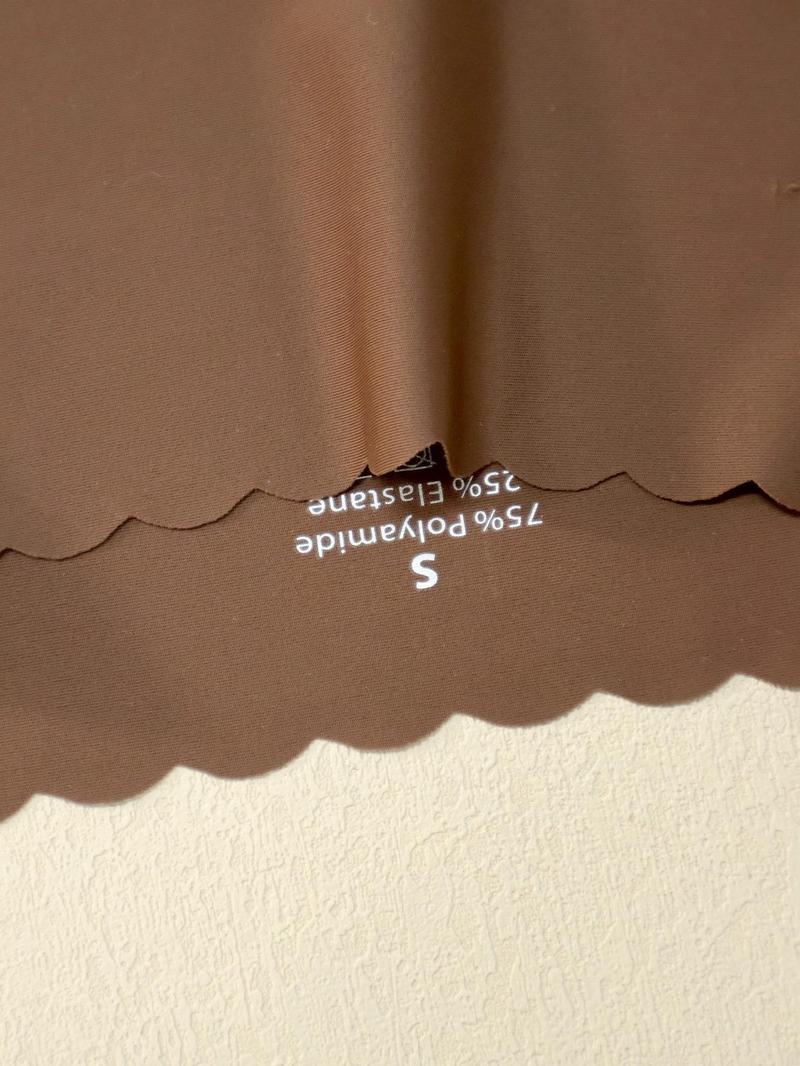 S
75% Polyamide
25% Elastane